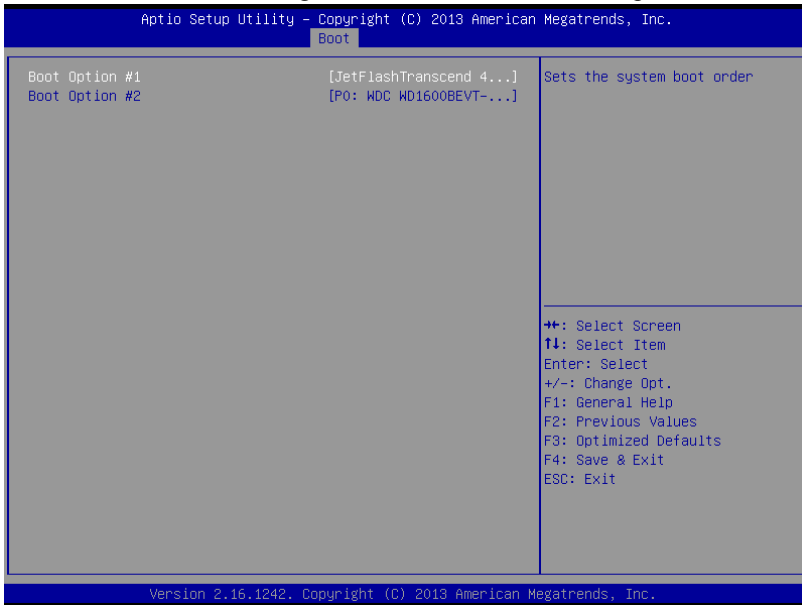 Aptio Setup Utility – Copyright (C) 2013 American Megatrends, Inc.
Boot
Boot Option #1 [JetFlashTranscend 4...]
Boot Option #2 [P0: WDC WD1600BEVT-...]
Sets the system boot order
→←: Select Screen
↑↓: Select Item
Enter: Select
+/-: Change Opt.
F1: General Help
F2: Previous Values
F3: Optimized Defaults
F4: Save & Exit
ESC: Exit
Version 2.16.1242. Copyright (C) 2013 American Megatrends, Inc.